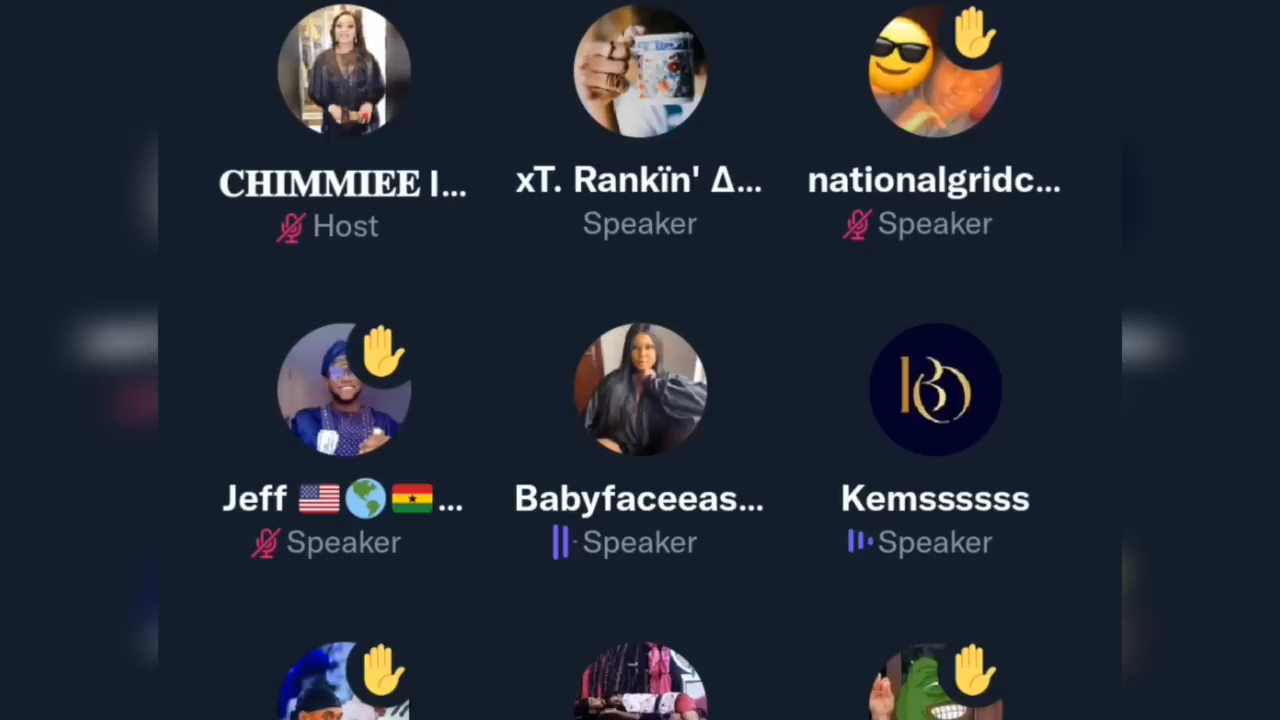 𝐂𝐇𝐈𝐌𝐌𝐈𝐄𝐄 |...
xT. Rankïn' Δ...
nationalgridc...
Host
Speaker
Speaker
Jeff 🇺🇸🌎🇬🇭...
Babyfaceeas...
Kemssssss
Speaker
Speaker
Speaker